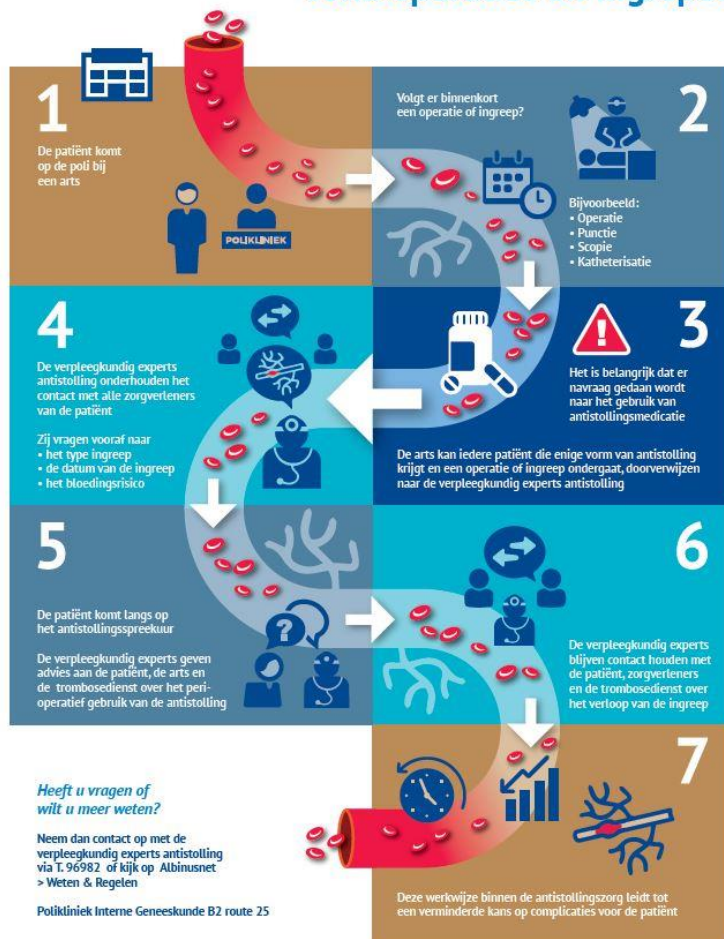 1
De patiënt komt
op de poli bij
een arts
POLIKLINIEK
2
Volgt er binnenkort
een operatie of ingreep?
Bijvoorbeeld:
• Operatie
• Punctie
• Scopie
• Katheterisatie
3
Het is belangrijk dat er
navraag gedaan wordt
naar het gebruik van
antistollingsmedicatie
De arts kan iedere patiënt die enige vorm van antistolling
krijgt en een operatie of ingreep ondergaat, doorverwijzen
naar de verpleegkundig experts antistolling
4
De verpleegkundig experts
antistolling onderhouden het
contact met alle zorgverleners
van de patiënt
Zij vragen vooraf naar
• het type ingreep
• de datum van de ingreep
• het bloedingsrisico
5
De patiënt komt langs op
het antistollingsspreekuur
De verpleegkundig experts geven
advies aan de patiënt, de arts en
de trombosedienst over het peri-
operatief gebruik van de antistolling
6
De verpleegkundig experts
blijven contact houden met
de patiënt, zorgverleners
en de trombosedienst over
het verloop van de ingreep
7
Deze werkwijze binnen de antistollingszorg leidt tot
een verminderde kans op complicaties voor de patiënt
Heeft u vragen of
wilt u meer weten?
Neem dan contact op met de
verpleegkundig experts antistolling
via T. 96982 of kijk op Albinusnet
> Weten & Regelen
Polikliniek Interne Geneeskunde B2 route 25